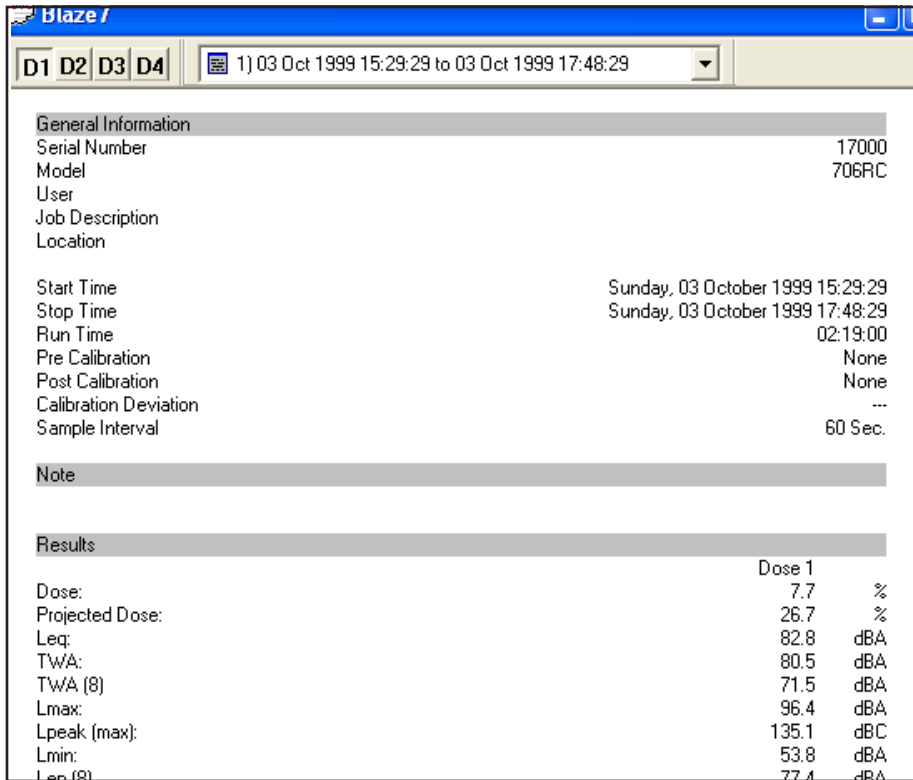 Blaze7
D1 D2 D3 D4 1) 03 Oct 1999 15:29:29 to 03 Oct 1999 17:48:29
General Information
Serial Number 17000
Model 706RC
User
Job Description
Location
Start Time Sunday, 03 October 1999 15:29:29
Stop Time Sunday, 03 October 1999 17:48:29
Run Time 02:19:00
Pre Calibration None
Post Calibration None
Calibration Deviation ---
Sample Interval 60 Sec.
Note
Results
Dose 1
Dose: 7.7 %
Projected Dose: 26.7 %
Leq: 82.8 dBA
TWA: 80.5 dBA
TWA (8) 71.5 dBA
Lmax: 96.4 dBA
Lpeak (max): 135.1 dBC
Lmin: 53.8 dBA
Lep (8) 77.4 dBA